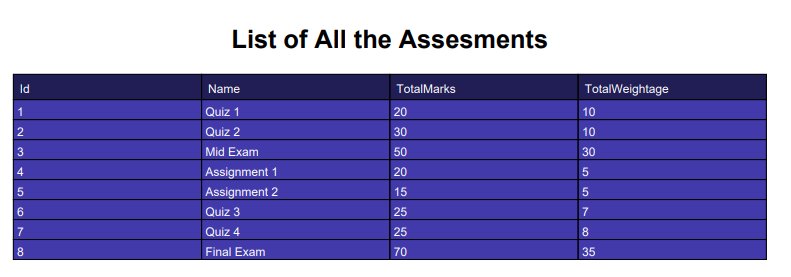 List of All the Assesments
Id Name TotalMarks TotalWeightage
1 Quiz 1 20 10
2 Quiz 2 30 10
3 Mid Exam 50 30
4 Assignment 1 20 5
5 Assignment 2 15 5
6 Quiz 3 25 7
7 Quiz 4 25 8
8 Final Exam 70 35